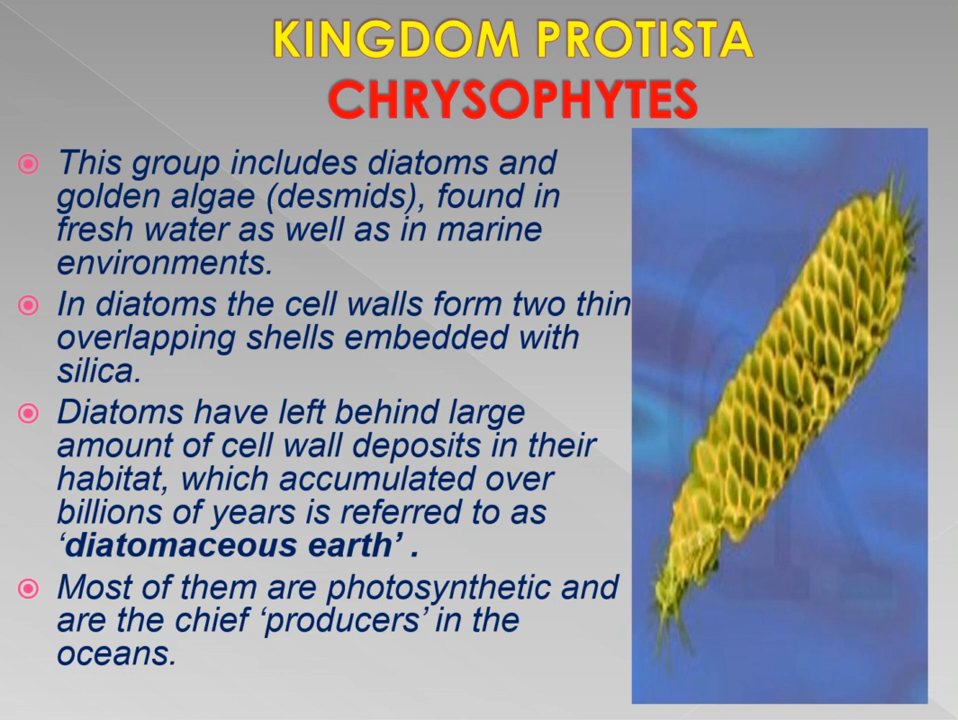 KINGDOM PROTISTA
CHRYSOPHYTES
This group includes diatoms and
golden algae (desmids), found in
fresh water as well as in marine
environments.
In diatoms the cell walls form two thin
overlapping shells embedded with
silica.
Diatoms have left behind large
amount of cell wall deposits in their
habitat, which accumulated over
billions of years is referred to as
‘diatomaceous earth’ .
Most of them are photosynthetic and
are the chief ‘producers’ in the
oceans.